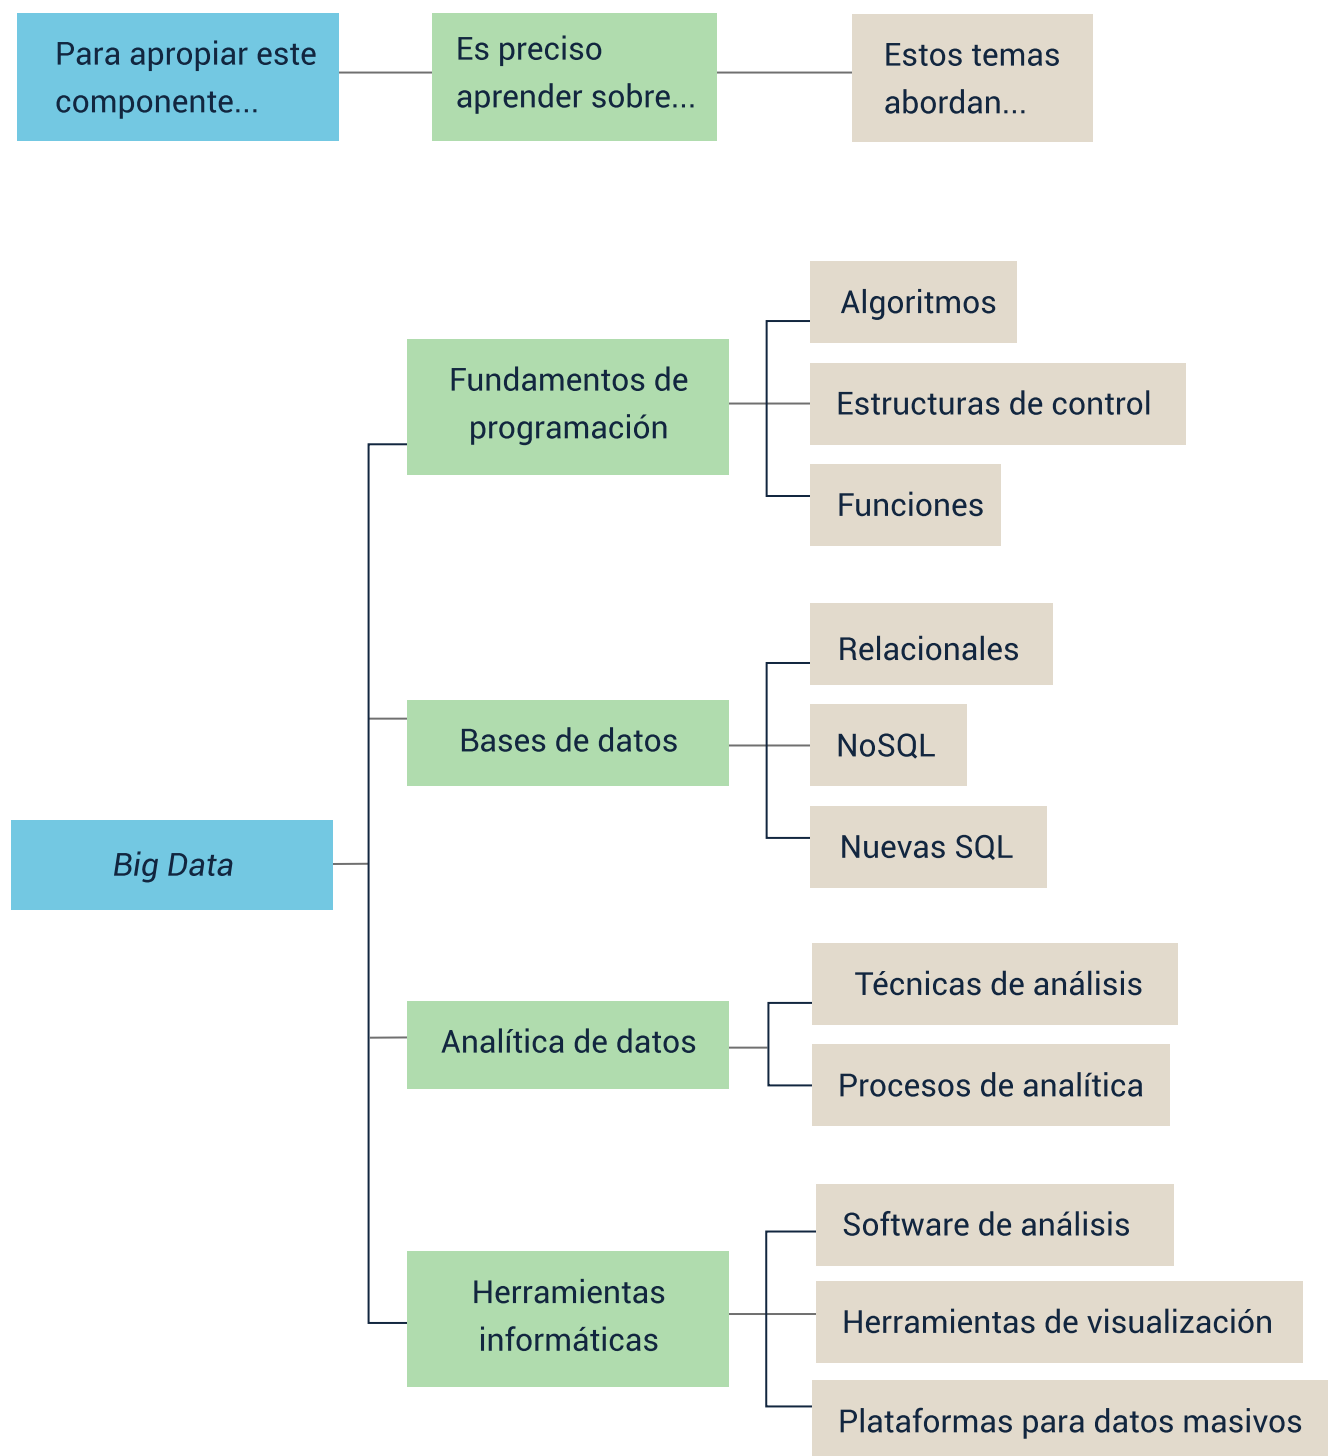 Para apropiar este
componente...
Es preciso
aprender sobre...
Estos temas
abordan...
Big Data
Fundamentos de
programación
Algoritmos
Estructuras de control
Funciones
Bases de datos
Relacionales
NoSQL
Nuevas SQL
Analítica de datos
Técnicas de análisis
Procesos de analítica
Herramientas
informáticas
Software de análisis
Herramientas de visualización
Plataformas para datos masivos